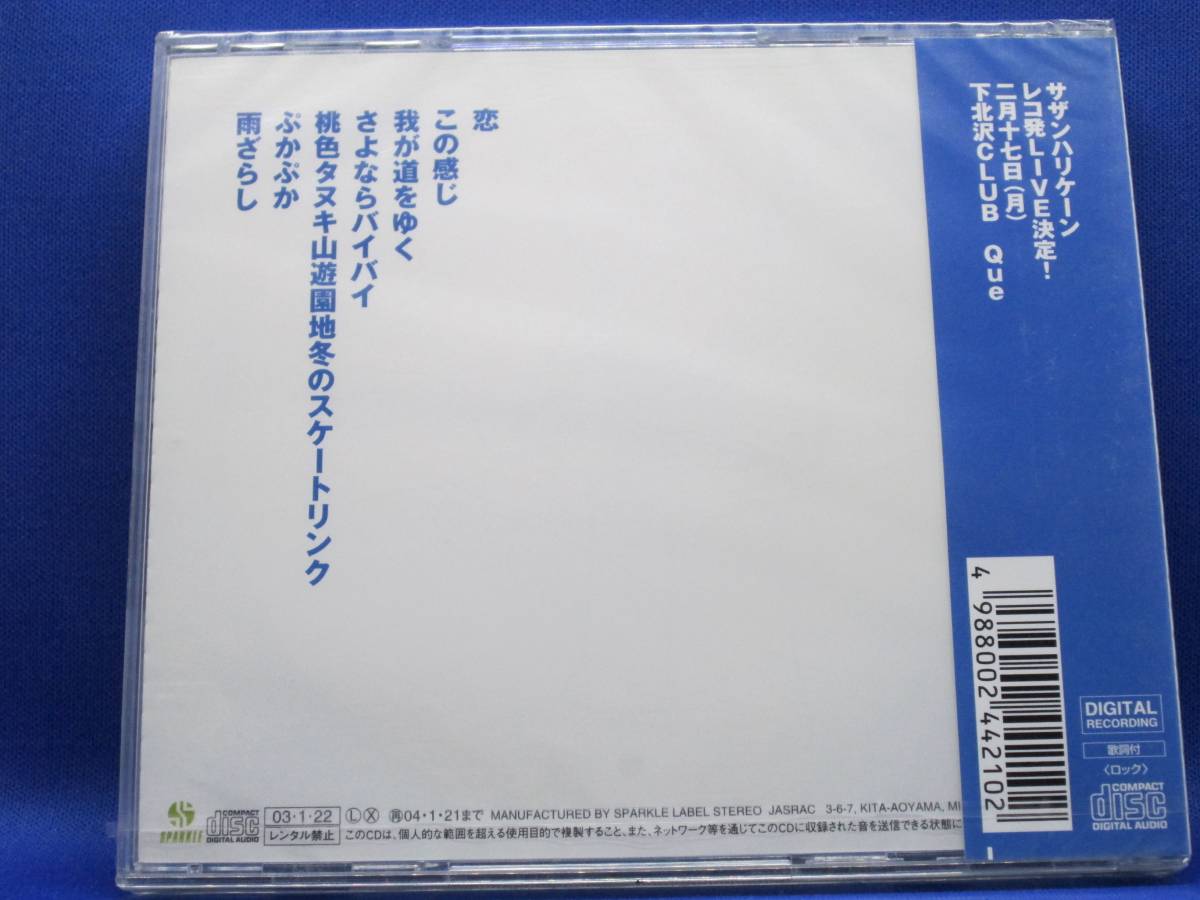 恋
この感じ
我が道をゆく
さよならバイバイ
桃色タヌキ山遊園地冬のスケートリンク
ぷかぷか
雨ざらし
サザンハリケーン
レコ発LIVE決定!
二月十七日(月)
下北沢CLUB Que
4 988002 442102
DIGITAL
RECORDING
歌詞付
〈ロック〉
COMPACT
disc
DIGITAL AUDIO
SPARKLE
COMPACT
disc
DIGITAL AUDIO
03・1・22
レンタル禁止
Ⓛ Ⓧ 04・1・21まで MANUFACTURED BY SPARKLE LABEL STEREO JASRAC 3-6-7, KITA-AOYAMA, MI
このCDは、個人的な範囲を超える使用目的で複製すること、また、ネットワーク等を通じてこのCDに収録された音を送信できる状態に